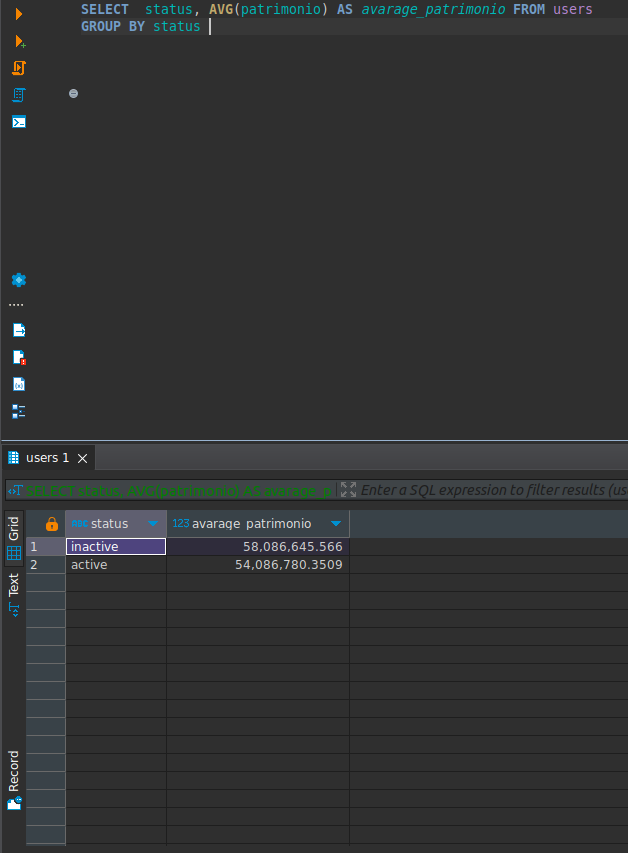 SELECT  status, AVG(patrimonio) AS avarage_patrimonio FROM users
GROUP BY status
users 1
SELECT status, AVG(patrimonio) AS avarage_p
Enter a SQL expression to filter results (us
Grid
Text
Record
ABC status
123 avarage_patrimonio
1 inactive 58,086,645.566
2 active 54,086,780.3509